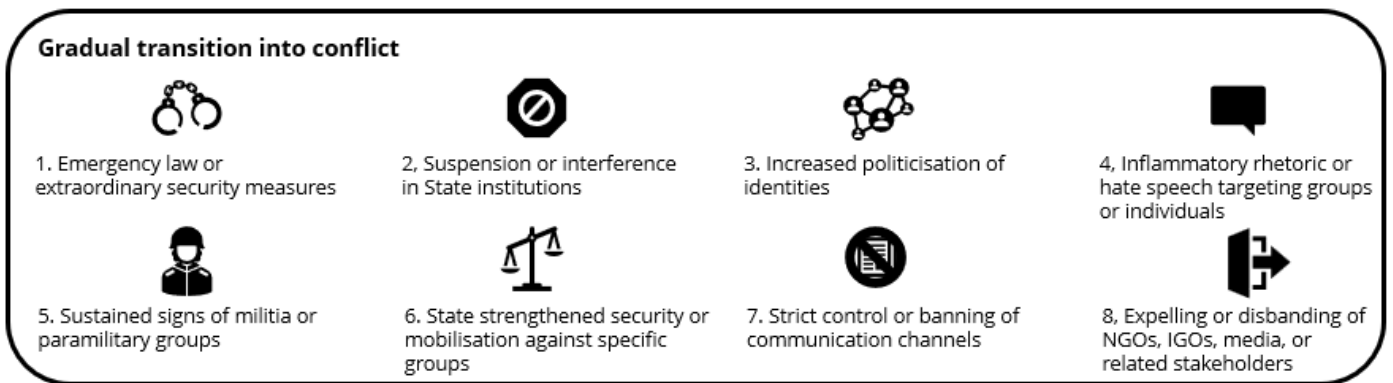 Gradual transition into conflict
1. Emergency law or
extraordinary security measures
2, Suspension or interference
in State institutions
3. Increased politicisation of
identities
4, Inflammatory rhetoric or
hate speech targeting groups
or individuals
5. Sustained signs of militia or
paramilitary groups
6. State strengthened security or
mobilisation against specific
groups
7. Strict control or banning of
communication channels
8, Expelling or disbanding of
NGOs, IGOs, media, or
related stakeholders